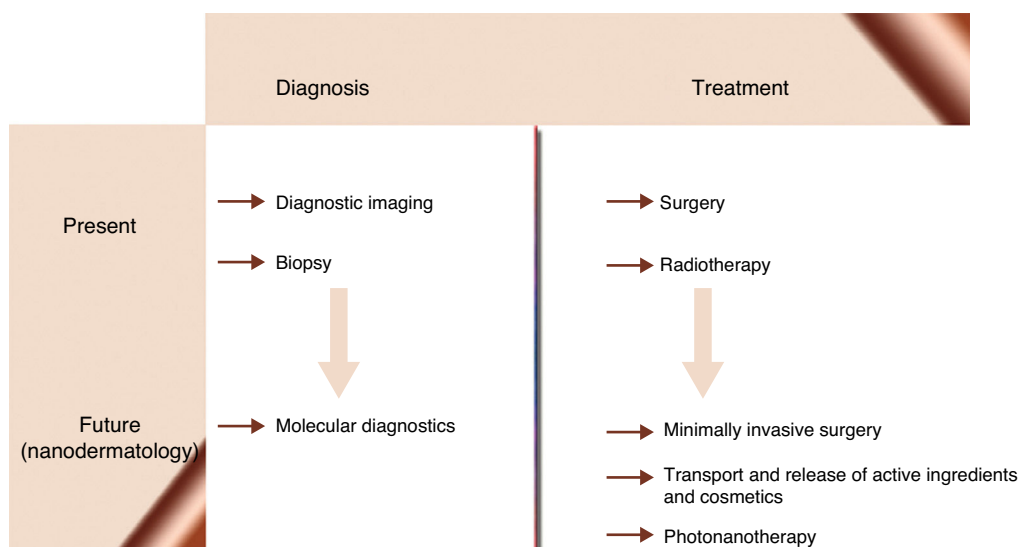 Diagnosis
Treatment
Present
Diagnostic imaging
Surgery
Biopsy
Radiotherapy
Future
(nanodermatology)
Molecular diagnostics
Minimally invasive surgery
Transport and release of active ingredients
and cosmetics
Photonanotherapy